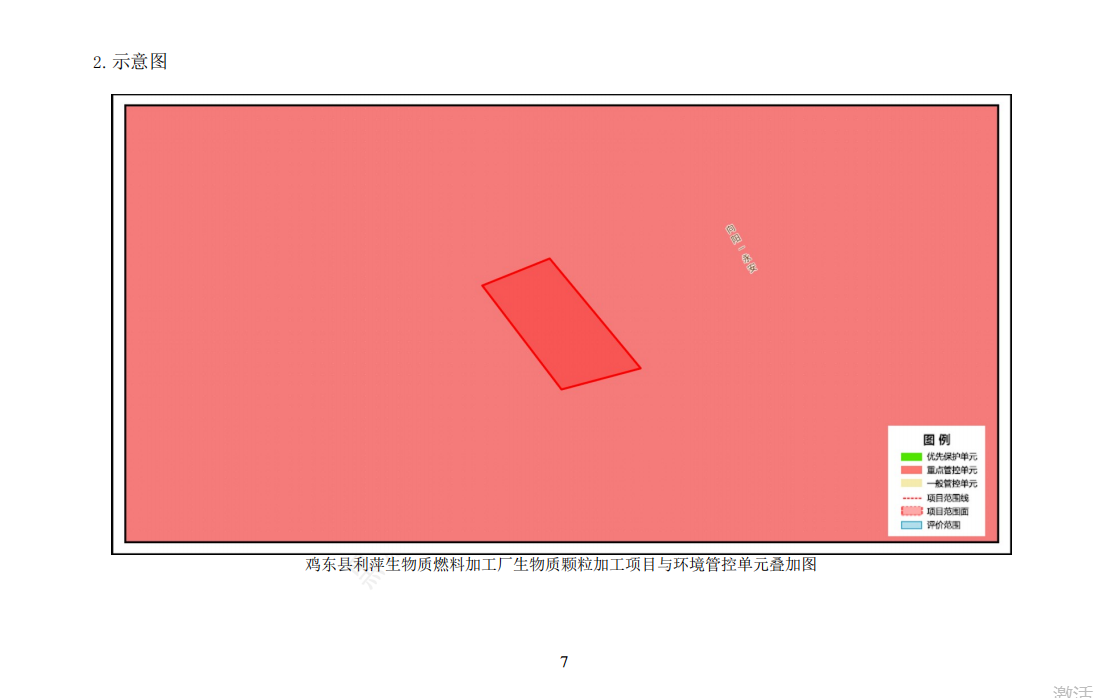 2. 示意图
图 例
优先保护单元
重点管控单元
一般管控单元
项目范围线
项目范围面
评价范围
鸡东县利萍生物质燃料加工厂生物质颗粒加工项目与环境管控单元叠加图
7
激活